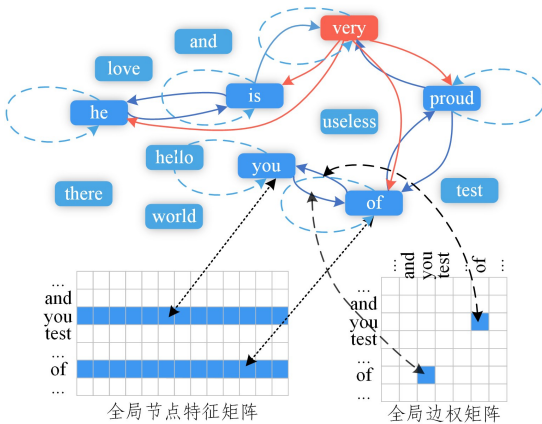 very
and
love
is
proud
he
useless
hello
you
there
test
world
of
... and you test ... of ...
...
and
you
test
...
of
...
...
and
you
test
...
of
...
全局节点特征矩阵
全局边权矩阵